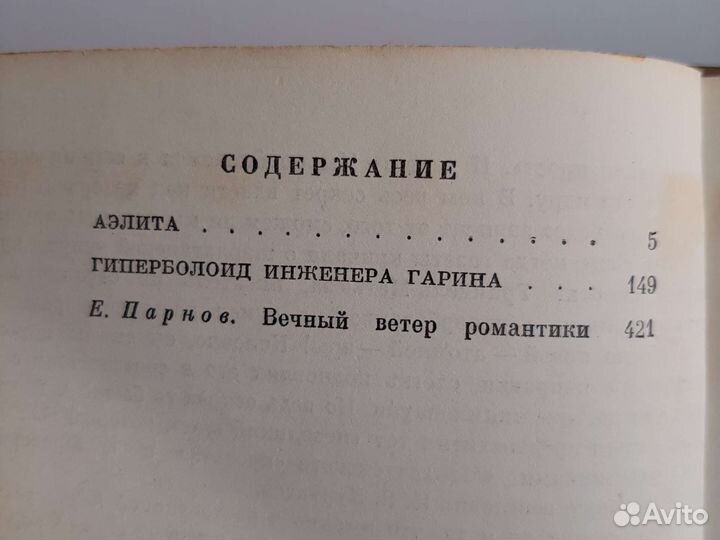 СОДЕРЖАНИЕ
АЭЛИТА . . . . . . . . . . . . . . 5
ГИПЕРБОЛОИД ИНЖЕНЕРА ГАРИНА . . . 149
Е. Парнов. Вечный ветер романтики 421
Avito